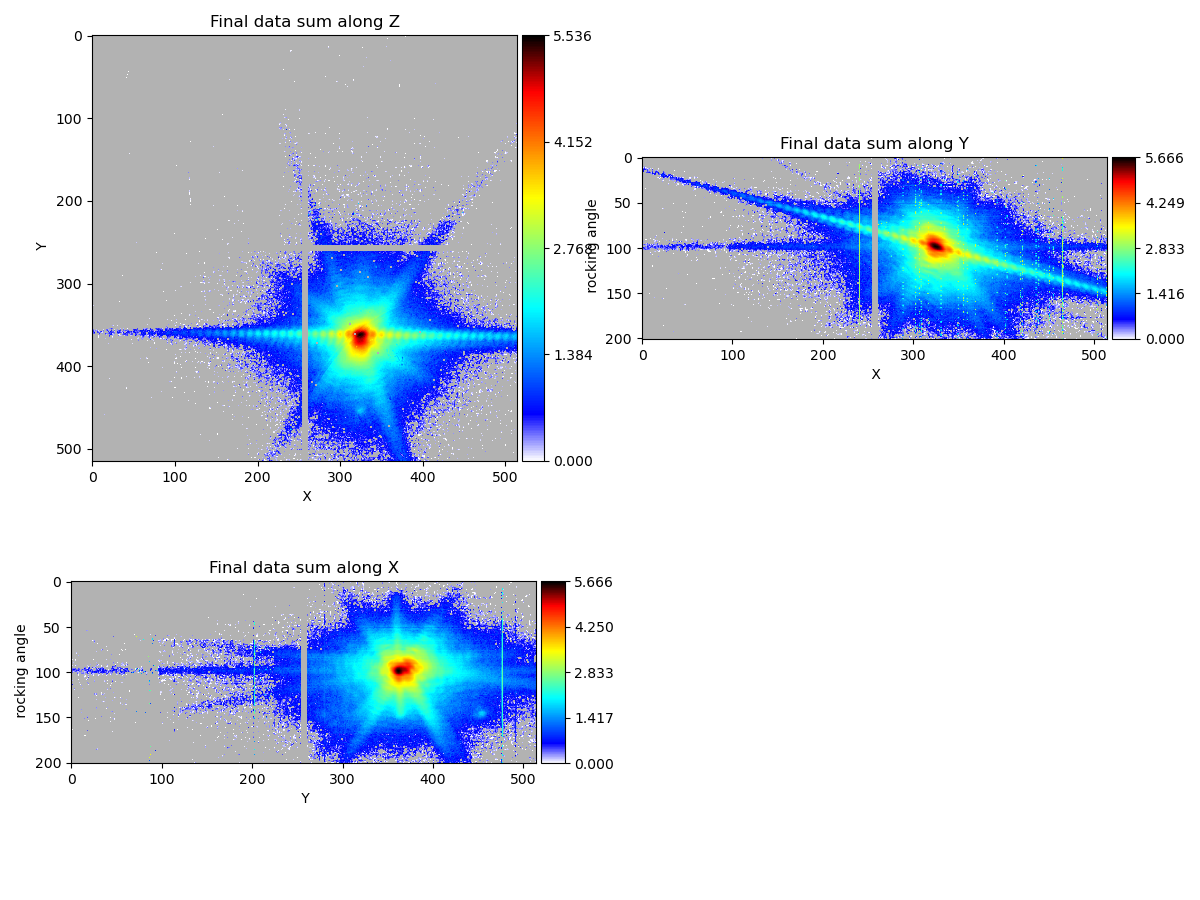 Final data sum along Z
0
100
200
300
400
500
Y
0 100 200 300 400 500
X
5.536
4.152
2.768
1.384
0.000
Final data sum along Y
0
50
100
150
200
rocking angle
0 100 200 300 400 500
X
5.666
4.249
2.833
1.416
0.000
Final data sum along X
0
50
100
150
200
rocking angle
0 100 200 300 400 500
Y
5.666
4.250
2.833
1.417
0.000